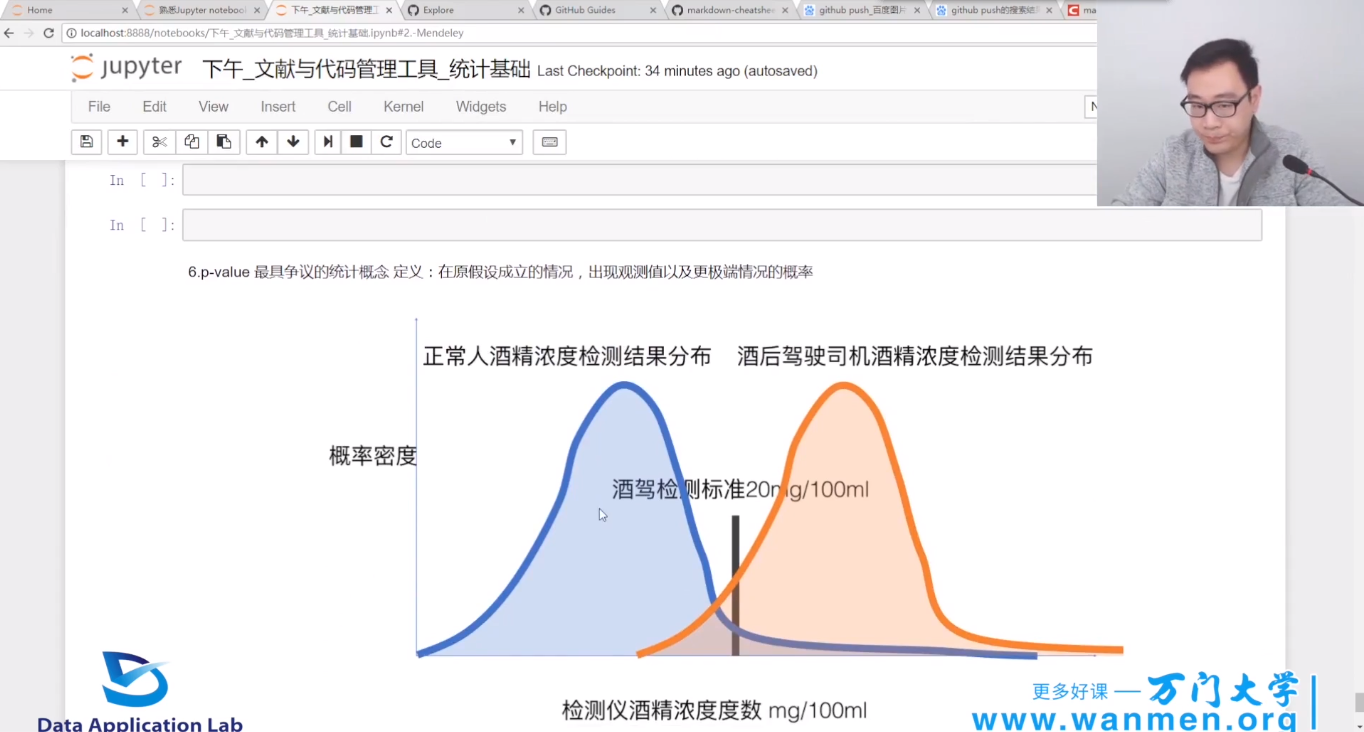 Home
熟悉Jupyter noteboo
下午_文献与代码管理工
Explore
GitHub Guides
markdown-cheatshe
github push_百度图片
github push的搜索结
ma
localhost:8888/notebooks/下午_文献与代码管理工具_统计基础.ipynb#2.-Mendeley
jupyter 下午_文献与代码管理工具_统计基础 Last Checkpoint: 34 minutes ago (autosaved)
File Edit View Insert Cell Kernel Widgets Help
N
Code
In [ ]:
In [ ]:
6.p-value 最具争议的统计概念 定义：在原假设成立的情况，出现观测值以及更极端情况的概率
正常人酒精浓度检测结果分布 酒后驾驶司机酒精浓度检测结果分布
概率密度
酒驾检测标准20mg/100ml
检测仪酒精浓度度数 mg/100ml
Data Application Lab
更多好课 — 万门大学
www.wanmen.org